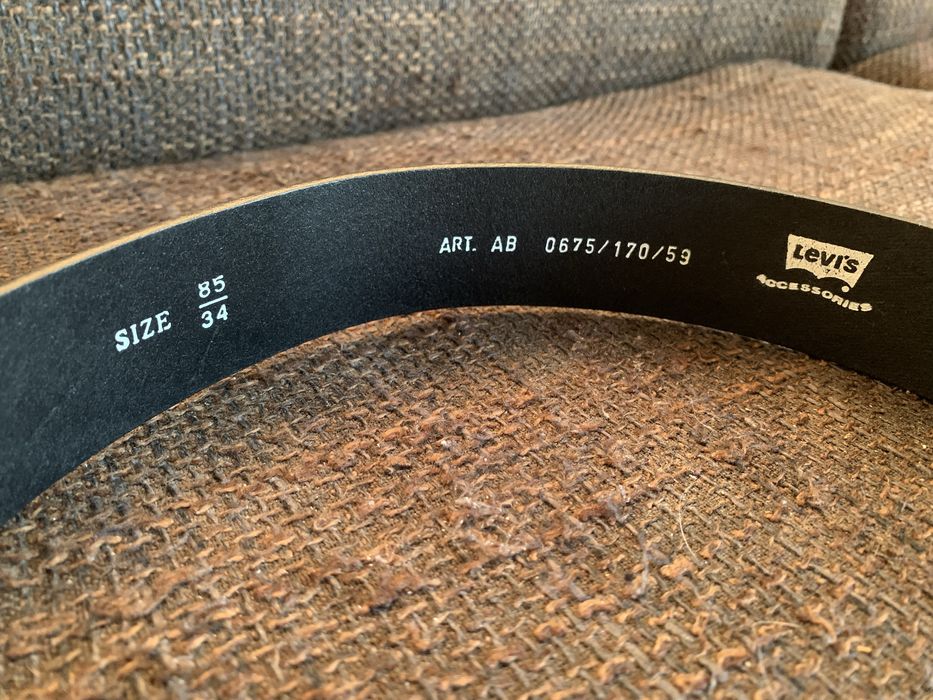 SIZE 85
34
ART. AB 0675/170/59
LEVI'S
ACCESSORIES